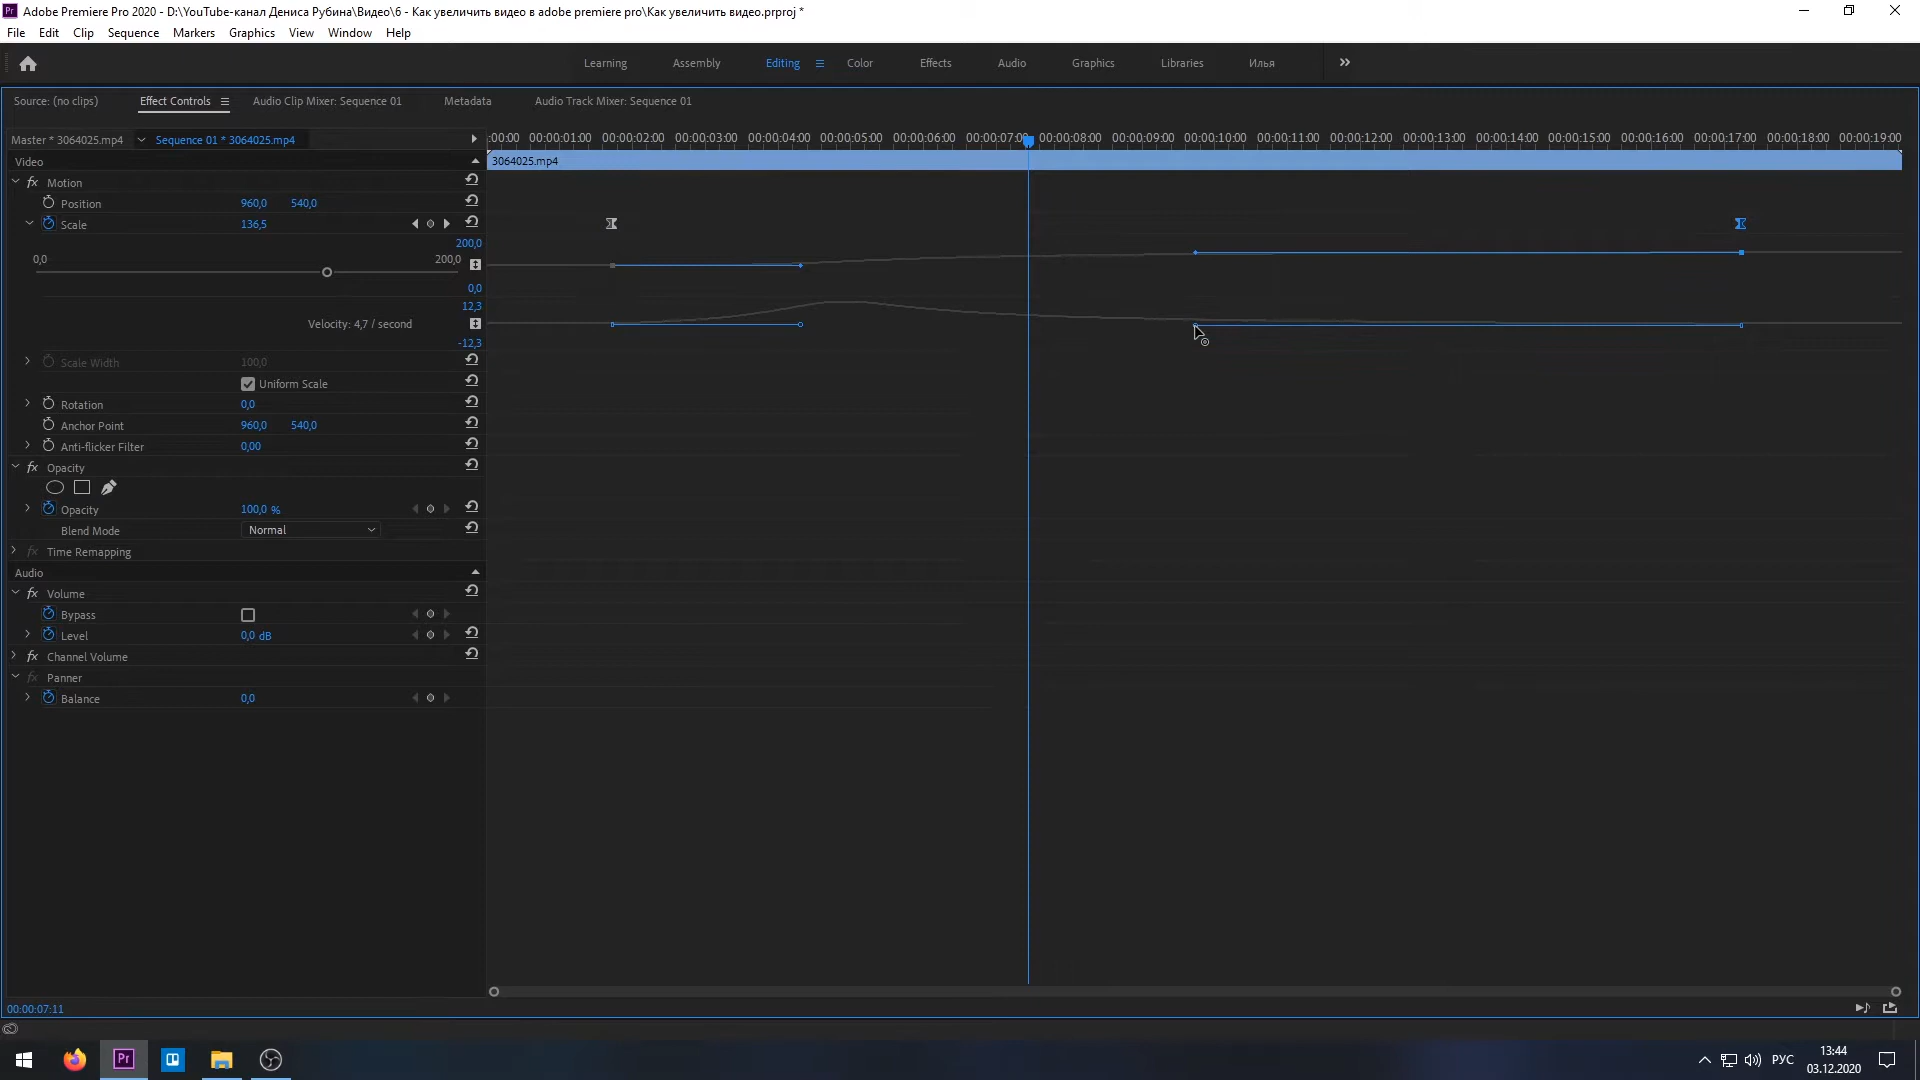 Adobe Premiere Pro 2020 - D:\YouTube-канал Дениса Рубина\Видео\6 - Как увеличить видео в adobe premiere pro\Как увеличить видео.prproj *
File Edit Clip Sequence Markers Graphics View Window Help
Learning Assembly Editing Color Effects Audio Graphics Libraries Илья
Source: (no clips) Effect Controls Audio Clip Mixer: Sequence 01 Metadata Audio Track Mixer: Sequence 01
Master * 3064025.mp4 Sequence 01 * 3064025.mp4 :00:00 00:00:01:00 00:00:02:00 00:00:03:00 00:00:04:00 00:00:05:00 00:00:06:00 00:00:07:00 00:00:08:00 00:00:09:00 00:00:10:00 00:00:11:00 00:00:12:00 00:00:13:00 00:00:14:00 00:00:15:00 00:00:16:00 00:00:17:00 00:00:18:00 00:00:19:00
Video 3064025.mp4
fx Motion
Position 960,0 540,0
Scale 136,5
200,0
0,0 200,0
0,0
12,3
Velocity: 4,7 / second
-12,3
Scale Width 100,0
Uniform Scale
Rotation 0,0
Anchor Point 960,0 540,0
Anti-flicker Filter 0,00
fx Opacity
Opacity 100,0 %
Blend Mode Normal
fx Time Remapping
Audio
fx Volume
Bypass
Level 0,0 dB
fx Channel Volume
fx Panner
Balance 0,0
00:00:07:11
Pr РУС 13:44
03.12.2020